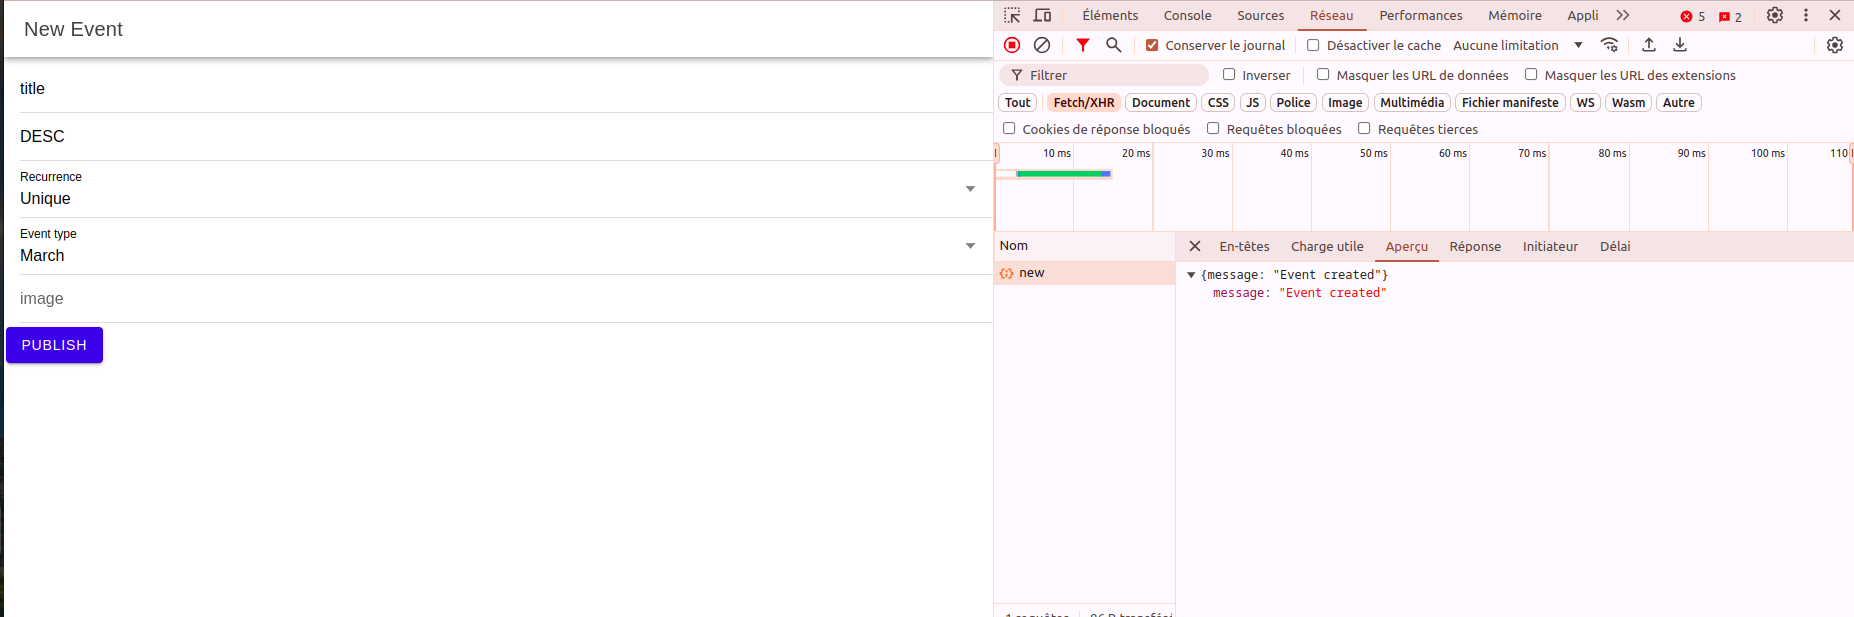 New Event
title
DESC
Recurrence
Unique
Event type
March
image
PUBLISH
Éléments Console Sources Réseau Performances Mémoire Appli 5 2
Conserver le journal Désactiver le cache Aucune limitation
Filtrer Inverser Masquer les URL de données Masquer les URL des extensions
Tout Fetch/XHR Document CSS JS Police Image Multimédia Fichier manifeste WS Wasm Autre
Cookies de réponse bloqués Requêtes bloquées Requêtes tierces
10 ms 20 ms 30 ms 40 ms 50 ms 60 ms 70 ms 80 ms 90 ms 100 ms 110
Nom En-têtes Charge utile Aperçu Réponse Initiateur Délai
new
{message: "Event created"}
message: "Event created"